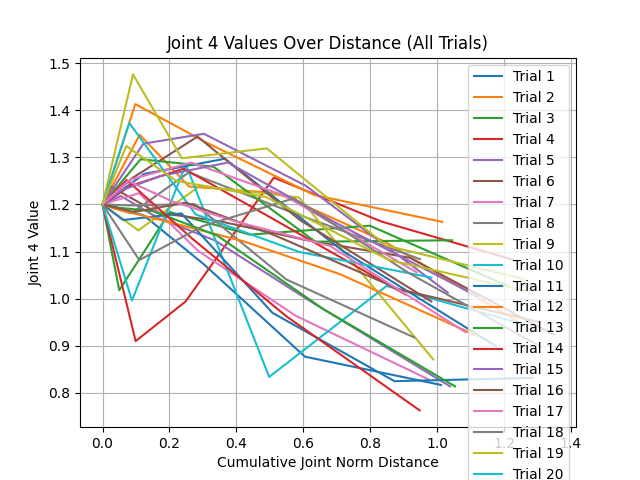 Joint 4 Values Over Distance (All Trials)
1.5
1.4
1.3
1.2
1.1
1.0
0.9
0.8
Joint 4 Value
0.0
0.2
0.4
0.6
0.8
1.0
1.2
1.4
Cumulative Joint Norm Distance
Trial 1
Trial 2
Trial 3
Trial 4
Trial 5
Trial 6
Trial 7
Trial 8
Trial 9
Trial 10
Trial 11
Trial 12
Trial 13
Trial 14
Trial 15
Trial 16
Trial 17
Trial 18
Trial 19
Trial 20